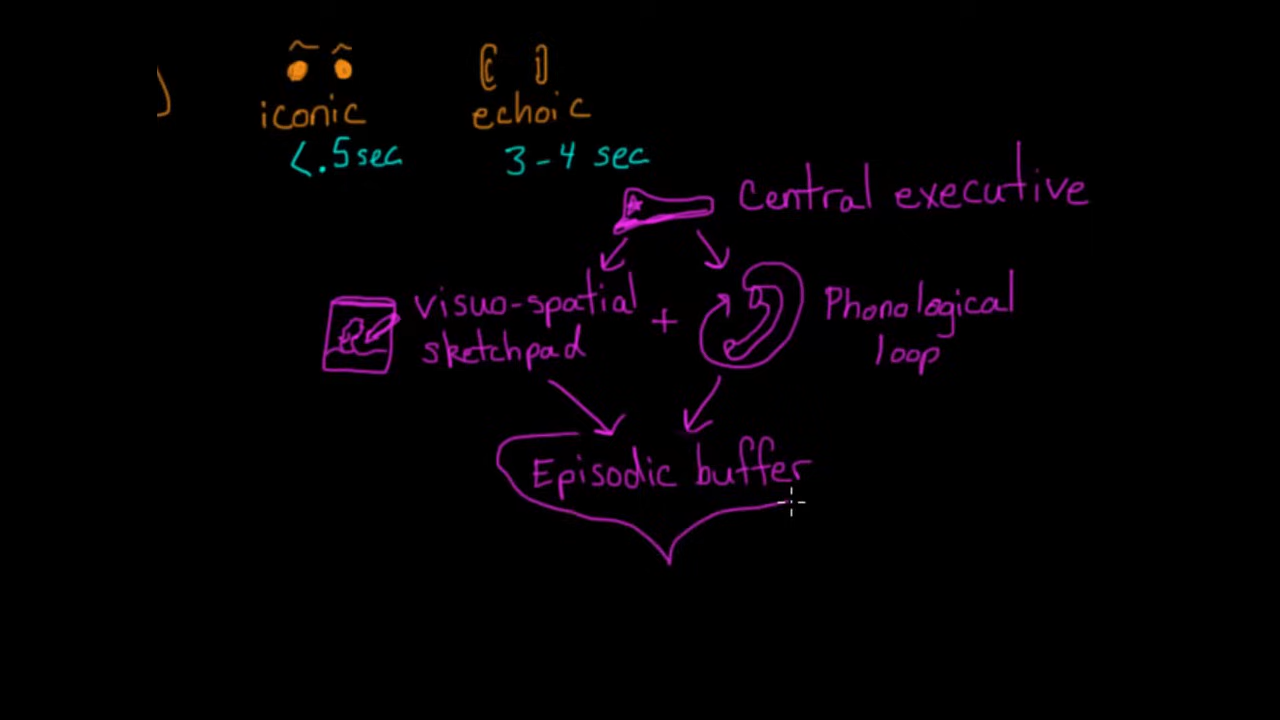 iconic
echoic
<.5sec
3-4 sec
Central executive
visuo-spatial
sketchpad
+
Phonological
loop
Episodic buffer